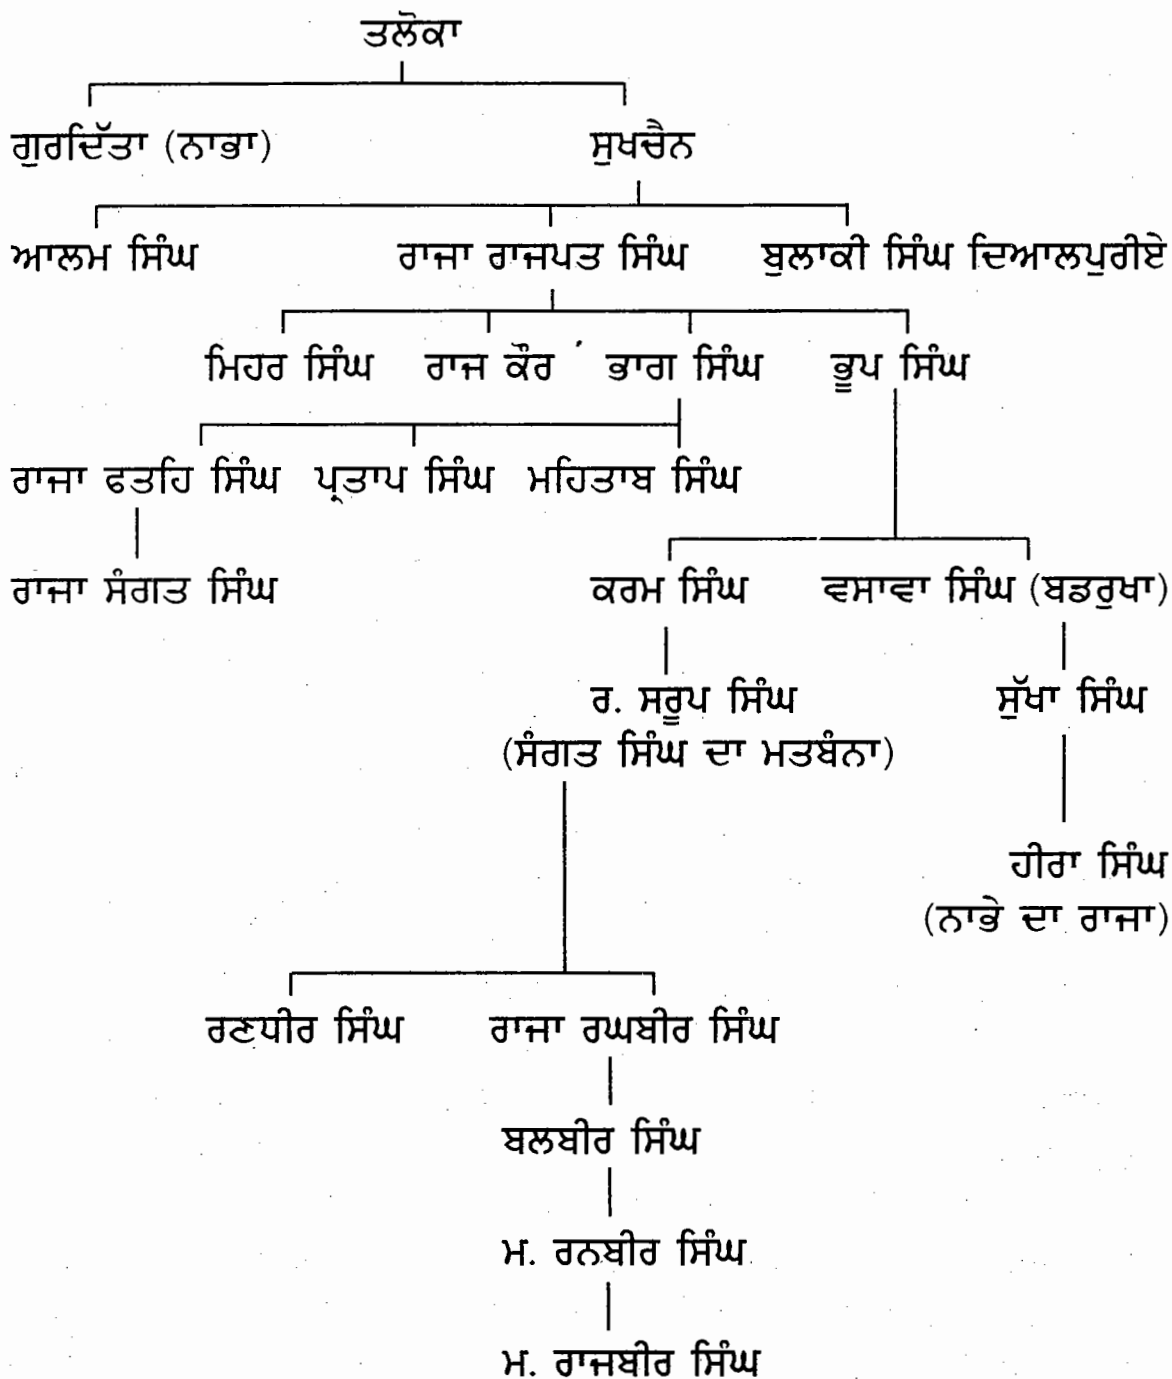 ਤਲੋਕਾ
ਗੁਰਦਿੱਤਾ (ਨਾਭਾ) ਸੁਖਚੈਨ
ਆਲਮ ਸਿੰਘ ਰਾਜਾ ਰਾਜਪਤ ਸਿੰਘ ਬੁਲਾਕੀ ਸਿੰਘ ਦਿਆਲਪੁਰੀਏ
ਮਿਹਰ ਸਿੰਘ ਰਾਜ ਕੌਰ ਭਾਗ ਸਿੰਘ ਭੂਪ ਸਿੰਘ
ਰਾਜਾ ਫਤਹਿ ਸਿੰਘ ਪ੍ਰਤਾਪ ਸਿੰਘ ਮਹਿਤਾਬ ਸਿੰਘ
ਰਾਜਾ ਸੰਗਤ ਸਿੰਘ ਕਰਮ ਸਿੰਘ ਵਸਾਵਾ ਸਿੰਘ (ਬਡਰੁਖਾ)
ਰ. ਸਰੂਪ ਸਿੰਘ ਸੁੱਖਾ ਸਿੰਘ
(ਸੰਗਤ ਸਿੰਘ ਦਾ ਮਤਬੰਨਾ)
ਹੀਰਾ ਸਿੰਘ
(ਨਾਭੇ ਦਾ ਰਾਜਾ)
ਰਣਧੀਰ ਸਿੰਘ ਰਾਜਾ ਰਘਬੀਰ ਸਿੰਘ
ਬਲਬੀਰ ਸਿੰਘ
ਮ. ਰਨਬੀਰ ਸਿੰਘ
ਮ. ਰਾਜਬੀਰ ਸਿੰਘ